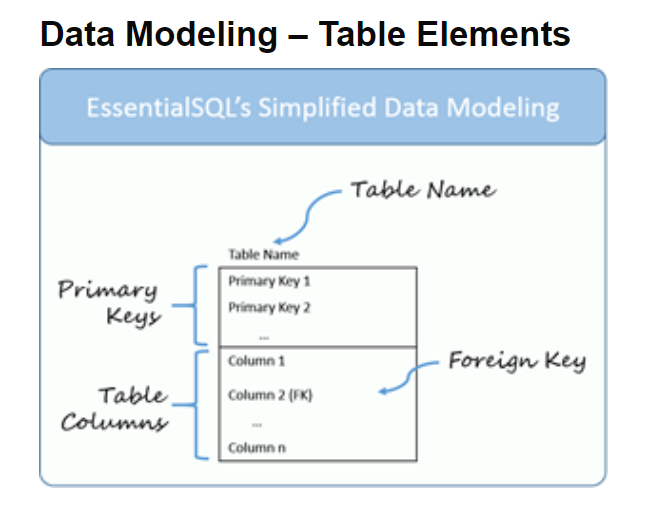 Data Modeling – Table Elements
EssentialSQL's Simplified Data Modeling
Table Name
Table Name
Primary
Keys
Primary Key 1
Primary Key 2
...
Table
Columns
Column 1
Column 2 (FK)
...
Column n
Foreign Key